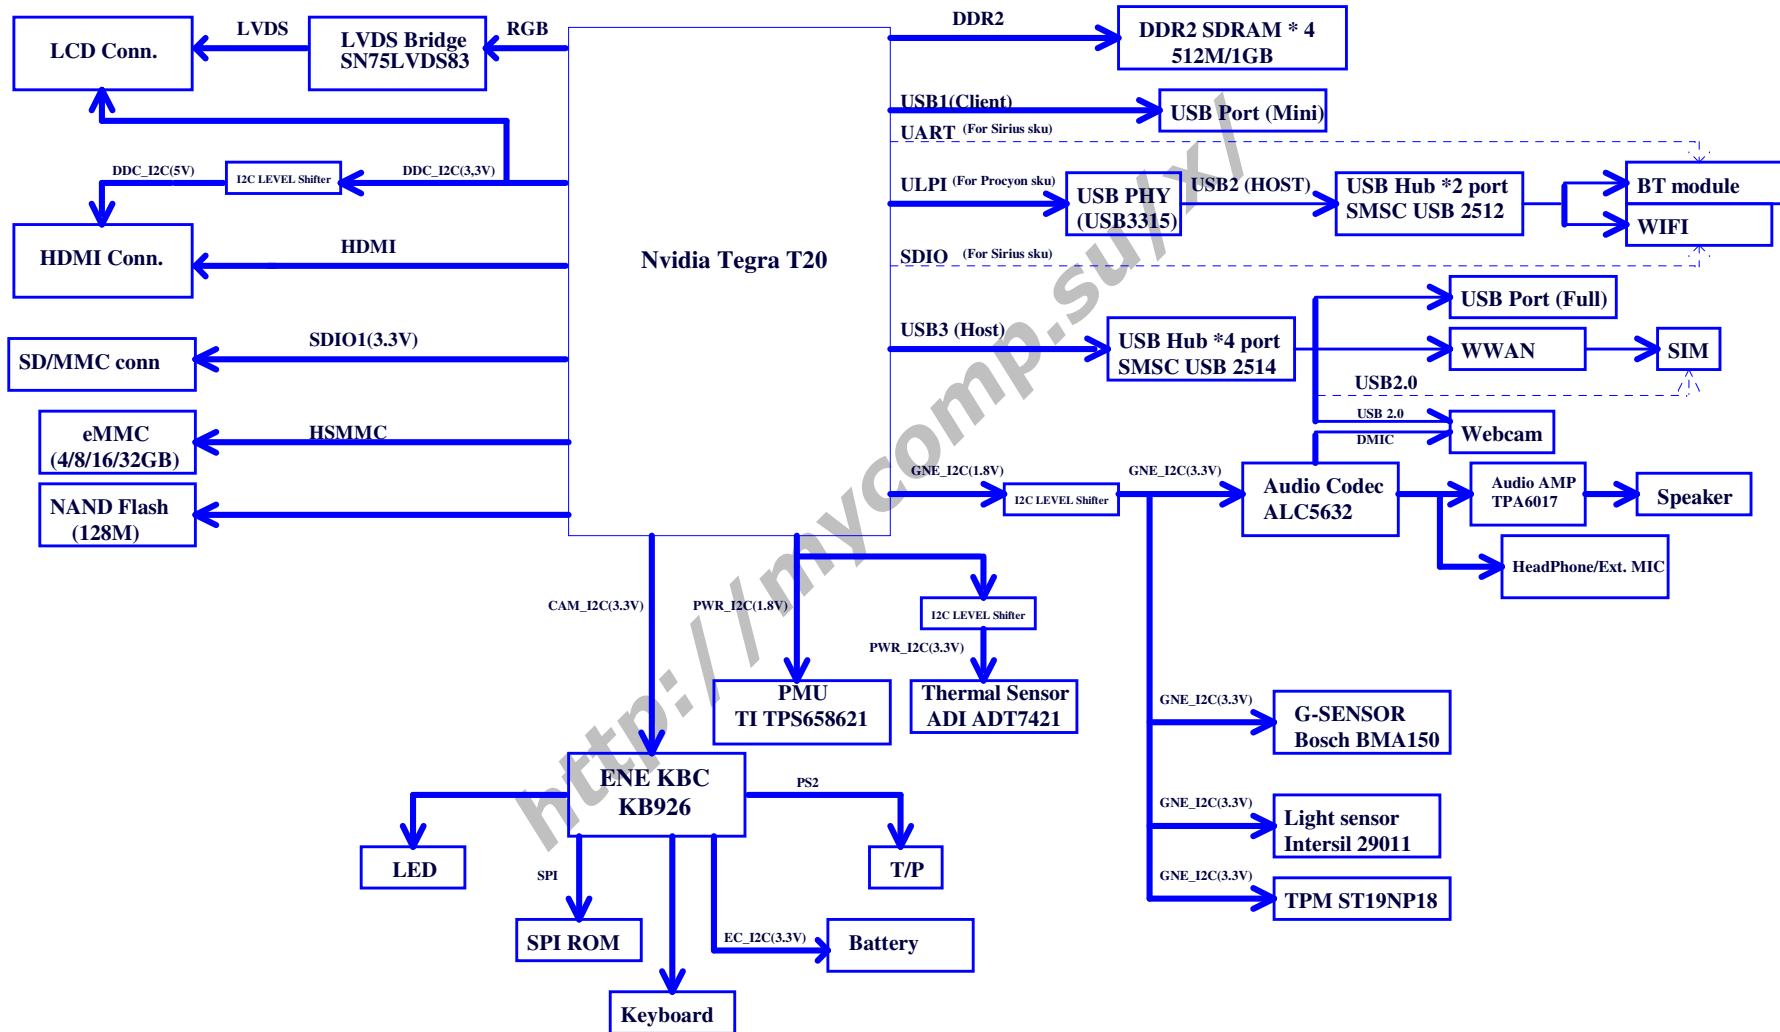 LCD Conn.
LVDS
LVDS Bridge
SN75LVDS83
RGB
DDC_I2C(5V)
I2C LEVEL Shifter
DDC_I2C(3,3V)
HDMI Conn.
HDMI
SD/MMC conn
SDIO1(3.3V)
eMMC
(4/8/16/32GB)
HSMMC
NAND Flash
(128M)
Nvidia Tegra T20
DDR2
DDR2 SDRAM * 4
512M/1GB
USB1(Client)
USB Port (Mini)
UART (For Sirius sku)
ULPI (For Procyon sku)
USB PHY
(USB3315)
USB2 (HOST)
USB Hub *2 port
SMSC USB 2512
BT module
WIFI
SDIO (For Sirius sku)
USB3 (Host)
USB Hub *4 port
SMSC USB 2514
USB Port (Full)
WWAN
SIM
USB2.0
USB 2.0
DMIC
Webcam
GNE_I2C(1.8V)
I2C LEVEL Shifter
GNE_I2C(3.3V)
Audio Codec
ALC5632
Audio AMP
TPA6017
Speaker
HeadPhone/Ext. MIC
CAM_I2C(3.3V)
PWR_I2C(1.8V)
I2C LEVEL Shifter
PWR_I2C(3.3V)
PMU
TI TPS658621
Thermal Sensor
ADI ADT7421
GNE_I2C(3.3V)
G-SENSOR
Bosch BMA150
GNE_I2C(3.3V)
Light sensor
Intersil 29011
GNE_I2C(3.3V)
TPM ST19NP18
ENE KBC
KB926
PS2
LED
SPI
T/P
SPI ROM
EC_I2C(3.3V)
Battery
Keyboard
http://mycomp.su/x/